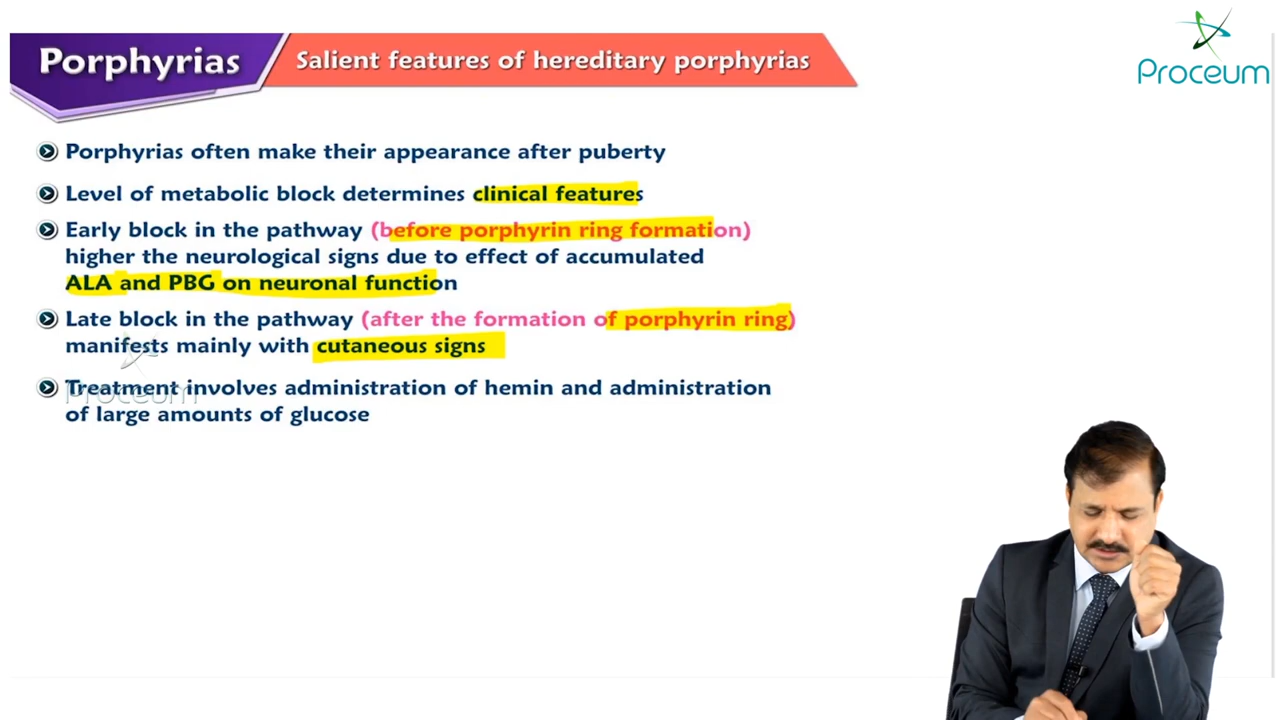 Porphyrias
Salient features of hereditary porphyrias
Proceum
Porphyrias often make their appearance after puberty
Level of metabolic block determines clinical features
Early block in the pathway (before porphyrin ring formation)
higher the neurological signs due to effect of accumulated
ALA and PBG on neuronal function
Late block in the pathway (after the formation of porphyrin ring)
manifests mainly with cutaneous signs
Proceum
Treatment involves administration of hemin and administration
of large amounts of glucose